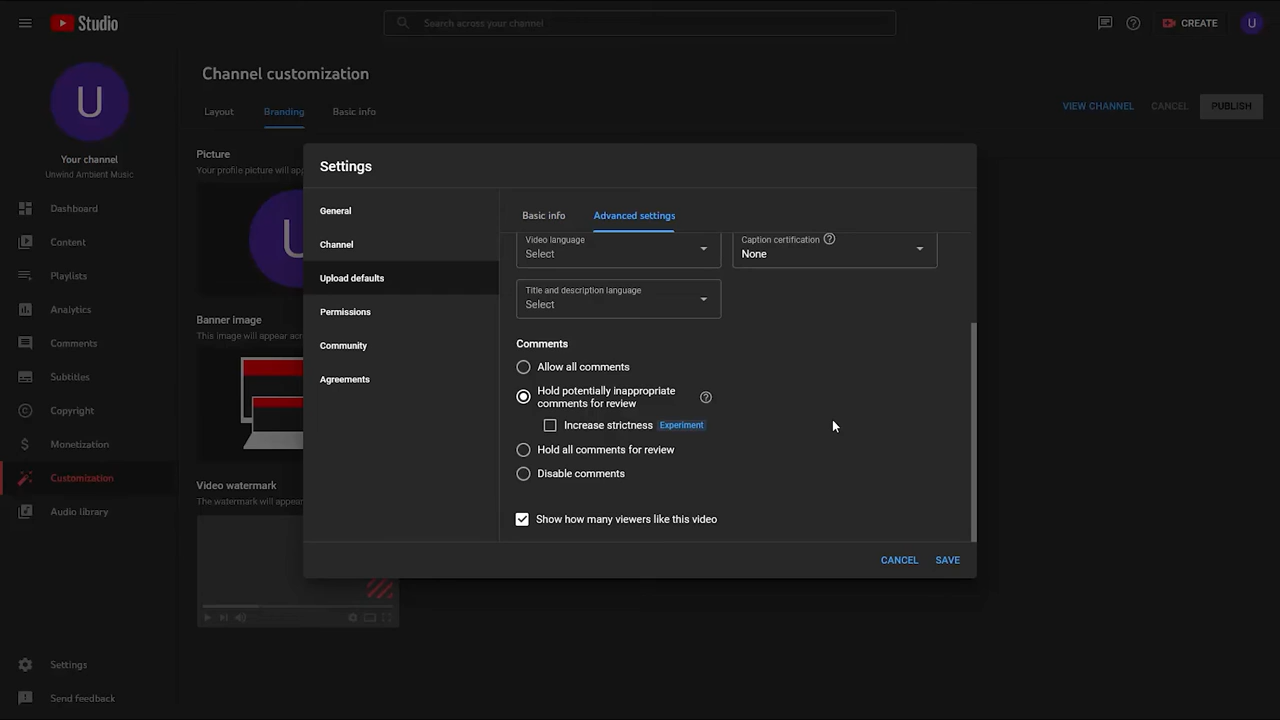 Studio
Search across your channel
CREATE
U
U
Your channel
Unwind Ambient Music
Dashboard
Content
Playlists
Analytics
Comments
Subtitles
Copyright
Monetization
Customization
Audio library
Settings
Send feedback
Channel customization
Layout
Branding
Basic info
VIEW CHANNEL
CANCEL
PUBLISH
Picture
Your profile picture will app
Banner image
This image will appear acr
Video watermark
The watermark will appear
Settings
General
Channel
Upload defaults
Permissions
Community
Agreements
Basic info
Advanced settings
Video language
Select
Caption certification
None
Title and description language
Select
Comments
Allow all comments
Hold potentially inappropriate
comments for review
Increase strictness Experiment
Hold all comments for review
Disable comments
Show how many viewers like this video
CANCEL
SAVE